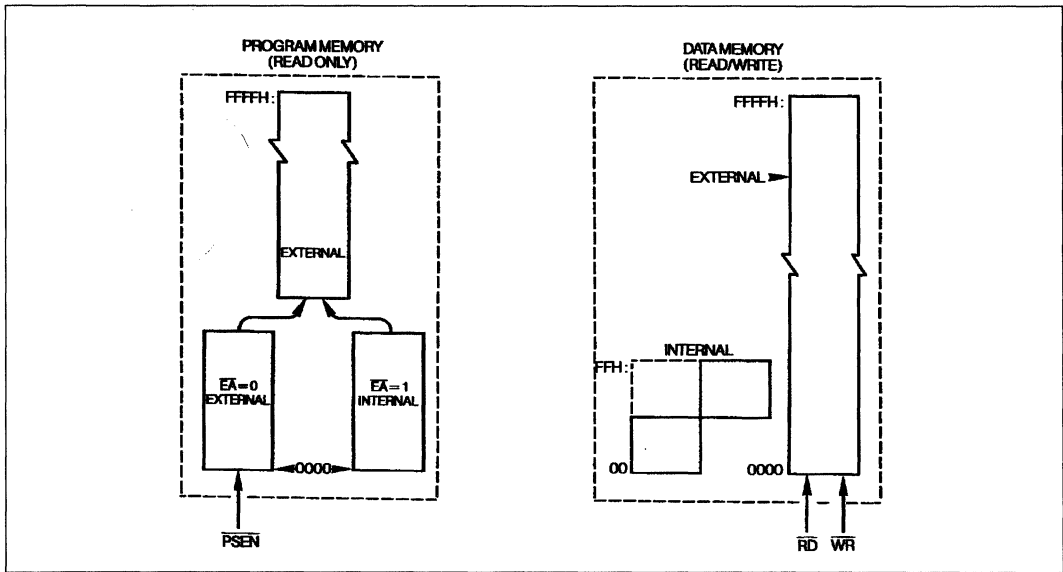 PROGRAM MEMORY
(READ ONLY)
FFFFH:
EXTERNAL
EA=0
EXTERNAL
EA=1
INTERNAL
0000
PSEN
DATA MEMORY
(READ/WRITE)
FFFFH:
EXTERNAL
INTERNAL
FFH:
00
0000
RD
WR